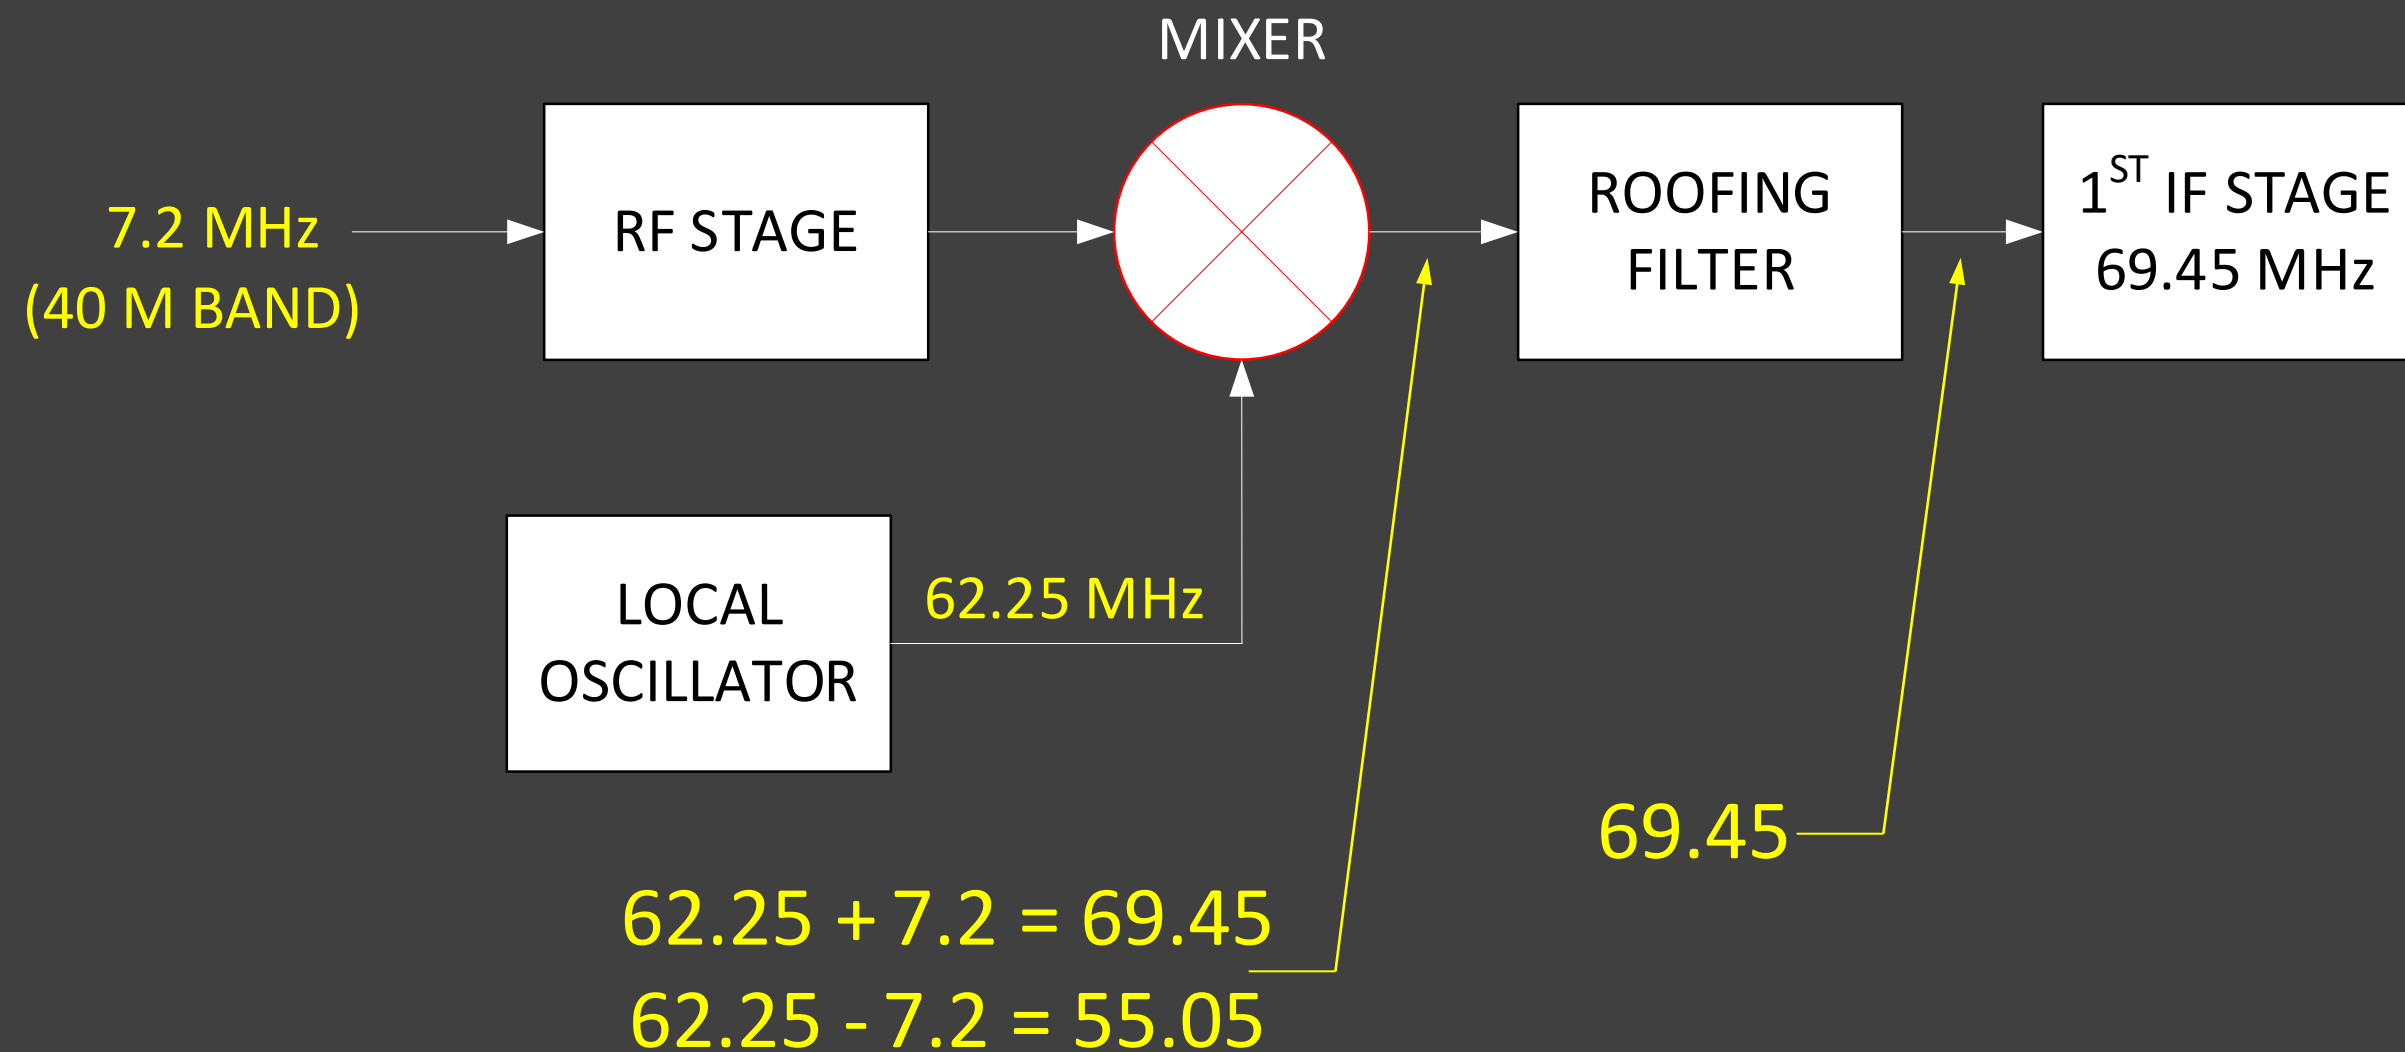 MIXER
7.2 MHz
(40 M BAND)
RF STAGE
ROOFING
FILTER
1ST IF STAGE
69.45 MHz
LOCAL
OSCILLATOR
62.25 MHz
69.45
62.25 + 7.2 = 69.45
62.25 - 7.2 = 55.05